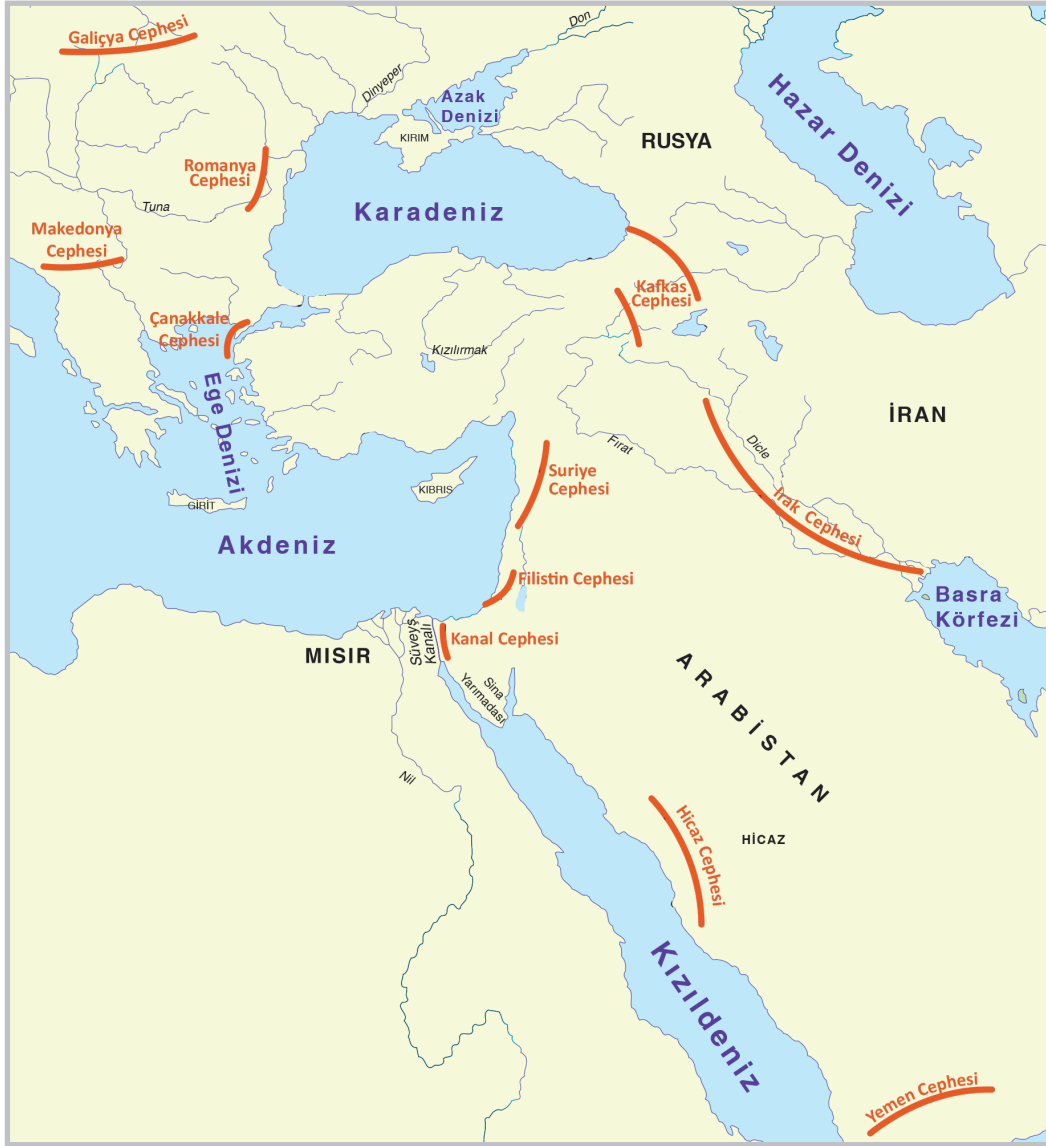 Galiçya Cephesi
Don
Dinyeper
Azak
Denizi
KIRIM
Hazar Denizi
RUSYA
Romanya
Cephesi
Tuna
Karadeniz
Makedonya
Cephesi
Kafkas
Cephesi
Çanakkale
Cephesi
Kızılırmak
Ege Denizi
İRAN
Fırat
Dicle
Suriye
Cephesi
KIBRIS
GİRİT
Irak Cephesi
Akdeniz
Filistin Cephesi
Basra
Körfezi
Süveyş
Kanalı
Kanal Cephesi
MISIR
Sina
Yarımadası
ARABİSTAN
Nil
Hicaz Cephesi
HİCAZ
Kızıldeniz
Yemen Cephesi